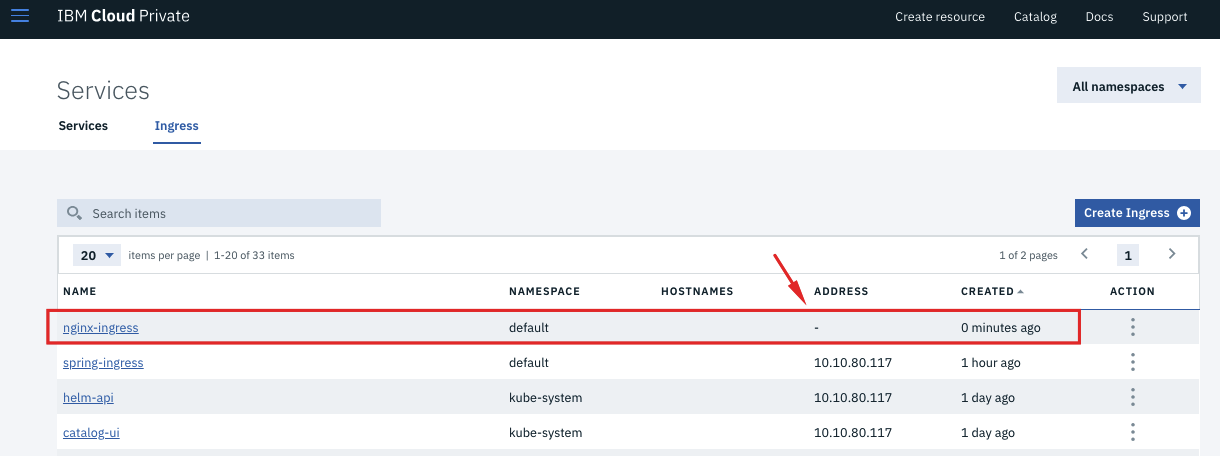 IBM Cloud Private Create resource Catalog Docs Support
Services All namespaces
Services Ingress
Search items Create Ingress
20 items per page | 1-20 of 33 items 1 of 2 pages 1
NAME NAMESPACE HOSTNAMES ADDRESS CREATED ACTION
nginx-ingress default - 0 minutes ago
spring-ingress default 10.10.80.117 1 hour ago
helm-api kube-system 10.10.80.117 1 day ago
catalog-ui kube-system 10.10.80.117 1 day ago